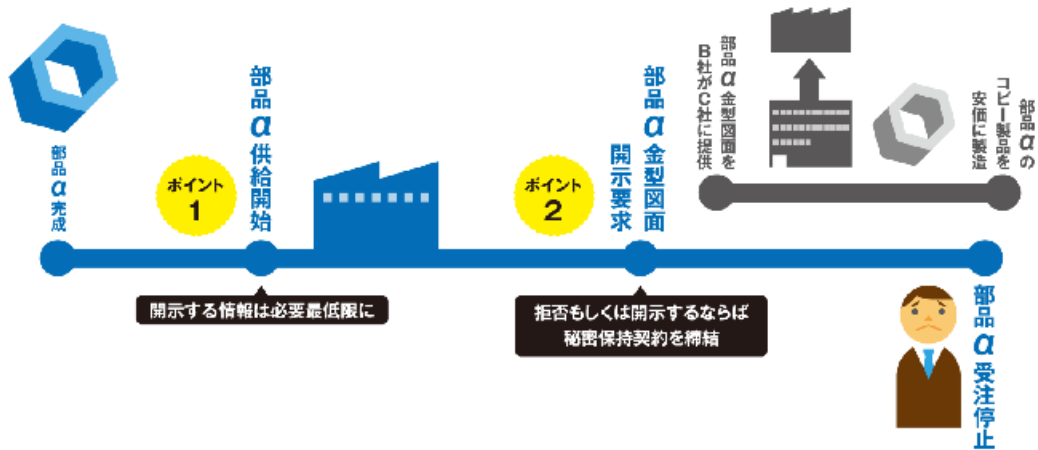 部品α完成
ポイント
1
部品α供給開始
開示する情報は必要最低限に
ポイント
2
部品α金型図面
開示要求
拒否もしくは開示するならば
秘密保持契約を締結
部品α金型図面を
B社がC社に提供
部品αの
コピー製品を
安価に製造
部品α受注停止